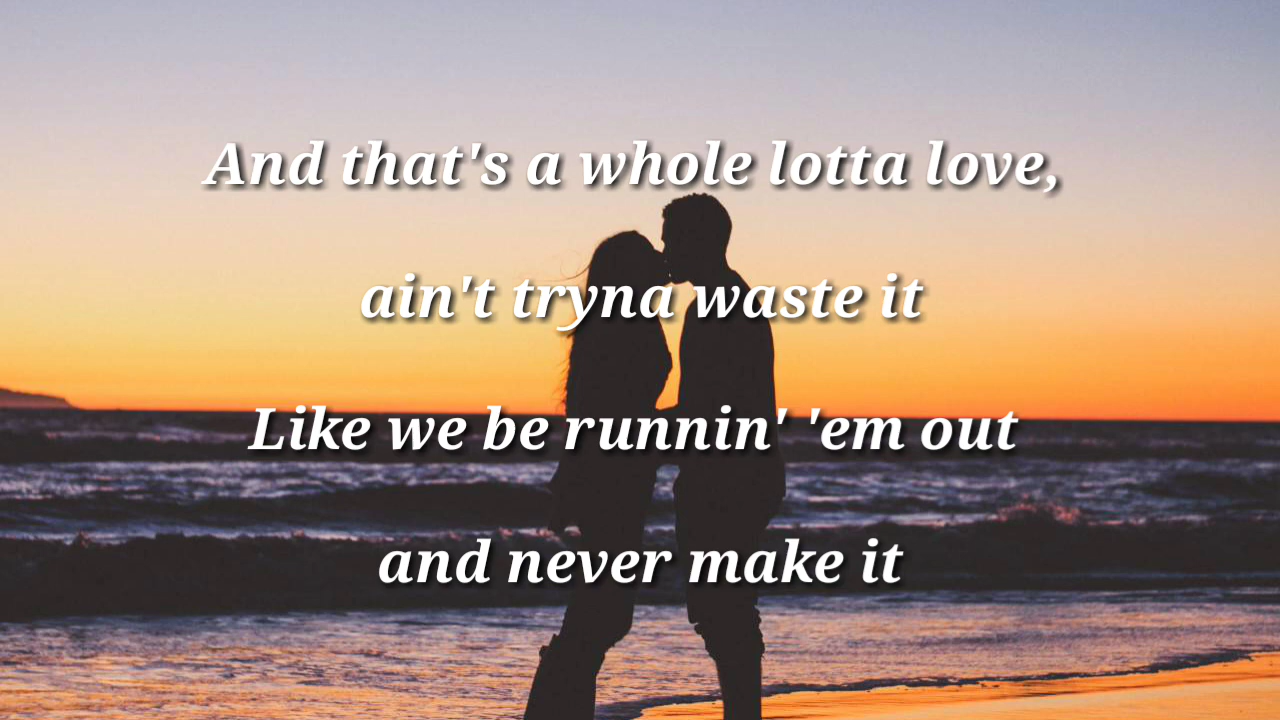 And that's a whole lotta love,
ain't tryna waste it
Like we be runnin' 'em out
and never make it